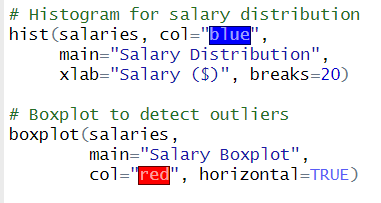 # Histogram for salary distribution
hist(salaries, col="blue",
     main="Salary Distribution",
     xlab="Salary ($)", breaks=20)

# Boxplot to detect outliers
boxplot(salaries,
        main="Salary Boxplot",
        col="red", horizontal=TRUE)